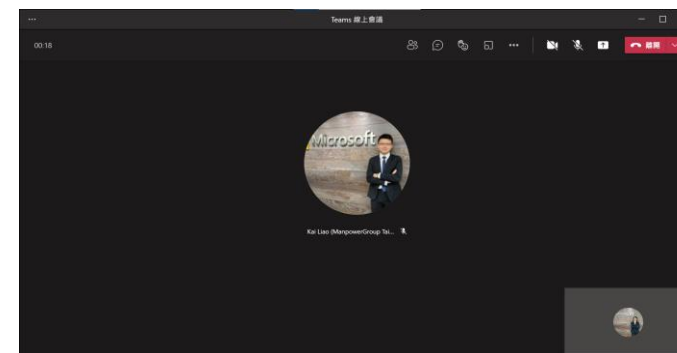 Teams 線上會議
00:18
離開
Microsoft
Kai Liao (ManpowerGroup Tai...